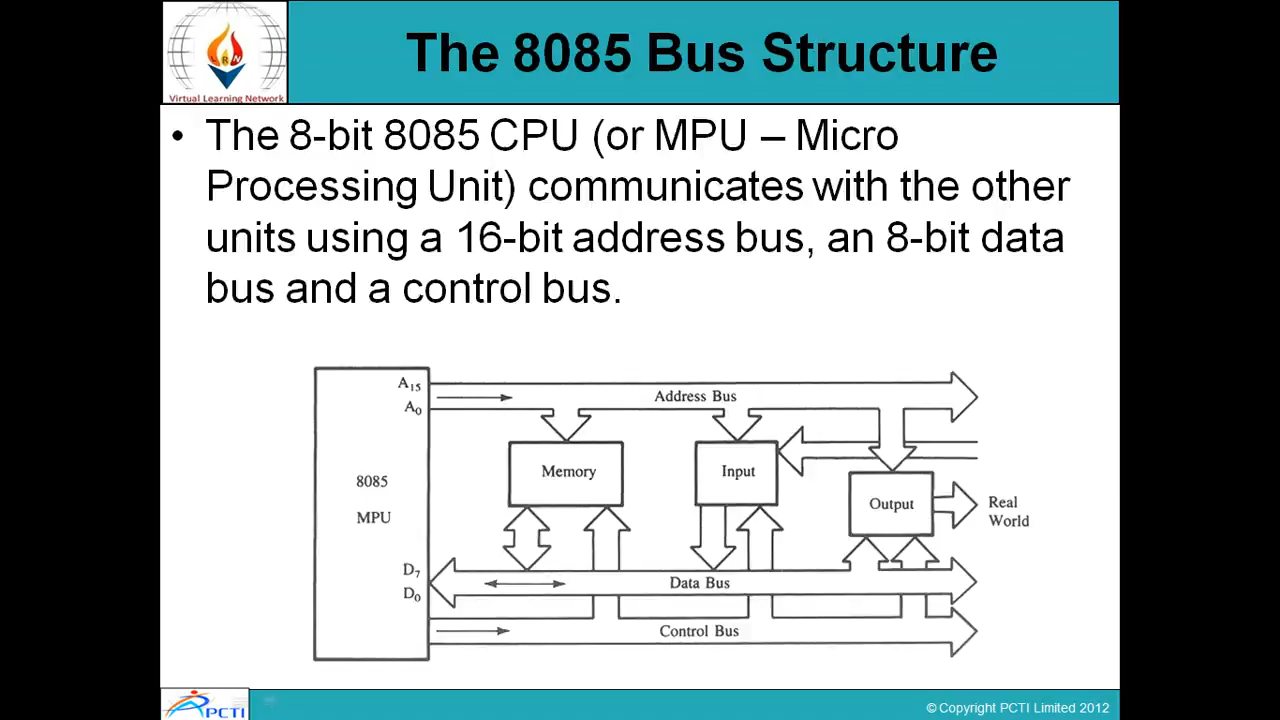 The 8085 Bus Structure
Virtual Learning Network
• The 8-bit 8085 CPU (or MPU – Micro
Processing Unit) communicates with the other
units using a 16-bit address bus, an 8-bit data
bus and a control bus.
A15
Address Bus
A0
Memory
Input
8085
MPU
Output
Real
World
D7
Data Bus
D0
Control Bus
PCTI
© Copyright PCTI Limited 2012